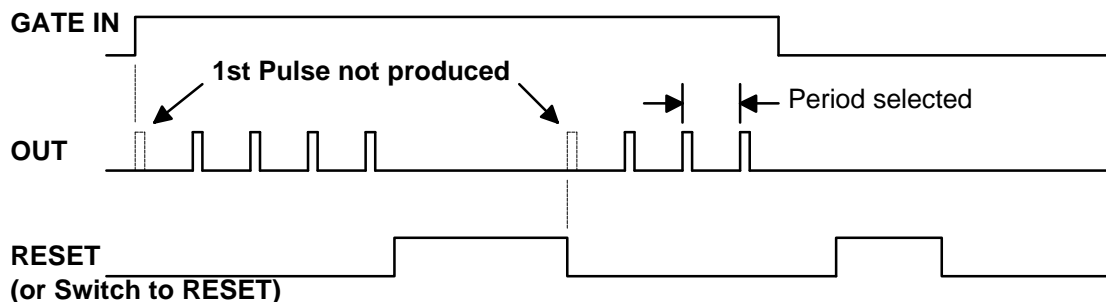 GATE IN
1st Pulse not produced
Period selected
OUT
RESET
(or Switch to RESET)